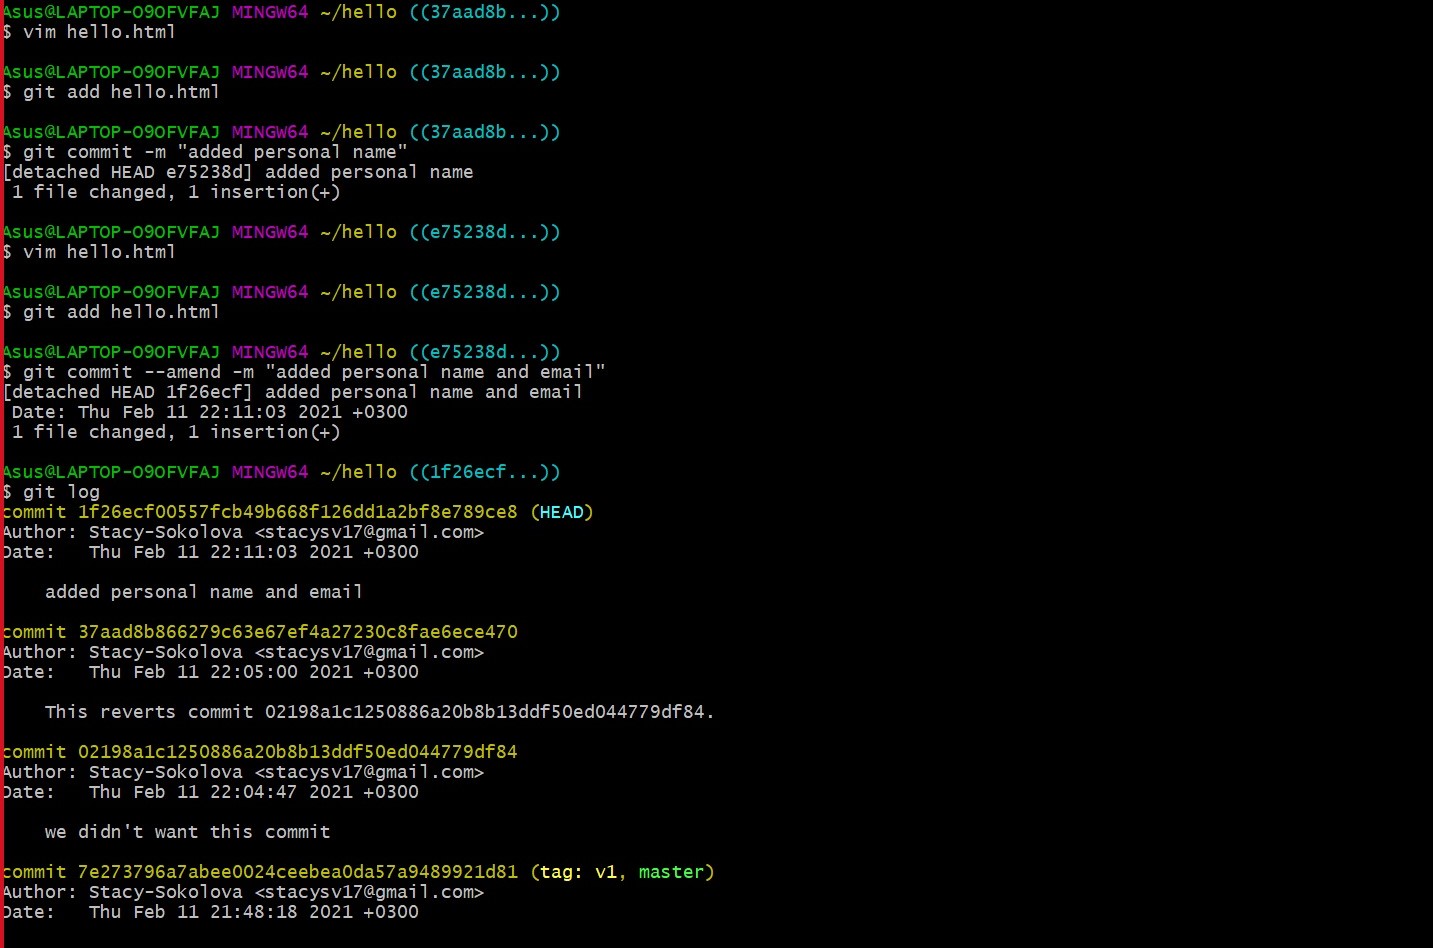 Asus@LAPTOP-O9OFVFAJ MINGW64 ~/hello ((37aad8b...))
$ vim hello.html
Asus@LAPTOP-O9OFVFAJ MINGW64 ~/hello ((37aad8b...))
$ git add hello.html
Asus@LAPTOP-O9OFVFAJ MINGW64 ~/hello ((37aad8b...))
$ git commit -m "added personal name"
[detached HEAD e75238d] added personal name
 1 file changed, 1 insertion(+)
Asus@LAPTOP-O9OFVFAJ MINGW64 ~/hello ((e75238d...))
$ vim hello.html
Asus@LAPTOP-O9OFVFAJ MINGW64 ~/hello ((e75238d...))
$ git add hello.html
Asus@LAPTOP-O9OFVFAJ MINGW64 ~/hello ((e75238d...))
$ git commit --amend -m "added personal name and email"
[detached HEAD 1f26ecf] added personal name and email
 Date: Thu Feb 11 22:11:03 2021 +0300
 1 file changed, 1 insertion(+)
Asus@LAPTOP-O9OFVFAJ MINGW64 ~/hello ((1f26ecf...))
$ git log
commit 1f26ecf00557fcb49b668f126dd1a2bf8e789ce8 (HEAD)
Author: Stacy-Sokolova <stacysv17@gmail.com>
Date:   Thu Feb 11 22:11:03 2021 +0300
    added personal name and email
commit 37aad8b866279c63e67ef4a27230c8fae6ece470
Author: Stacy-Sokolova <stacysv17@gmail.com>
Date:   Thu Feb 11 22:05:00 2021 +0300
    This reverts commit 02198a1c1250886a20b8b13ddf50ed044779df84.
commit 02198a1c1250886a20b8b13ddf50ed044779df84
Author: Stacy-Sokolova <stacysv17@gmail.com>
Date:   Thu Feb 11 22:04:47 2021 +0300
    we didn't want this commit
commit 7e273796a7abee0024ceebea0da57a9489921d81 (tag: v1, master)
Author: Stacy-Sokolova <stacysv17@gmail.com>
Date:   Thu Feb 11 21:48:18 2021 +0300